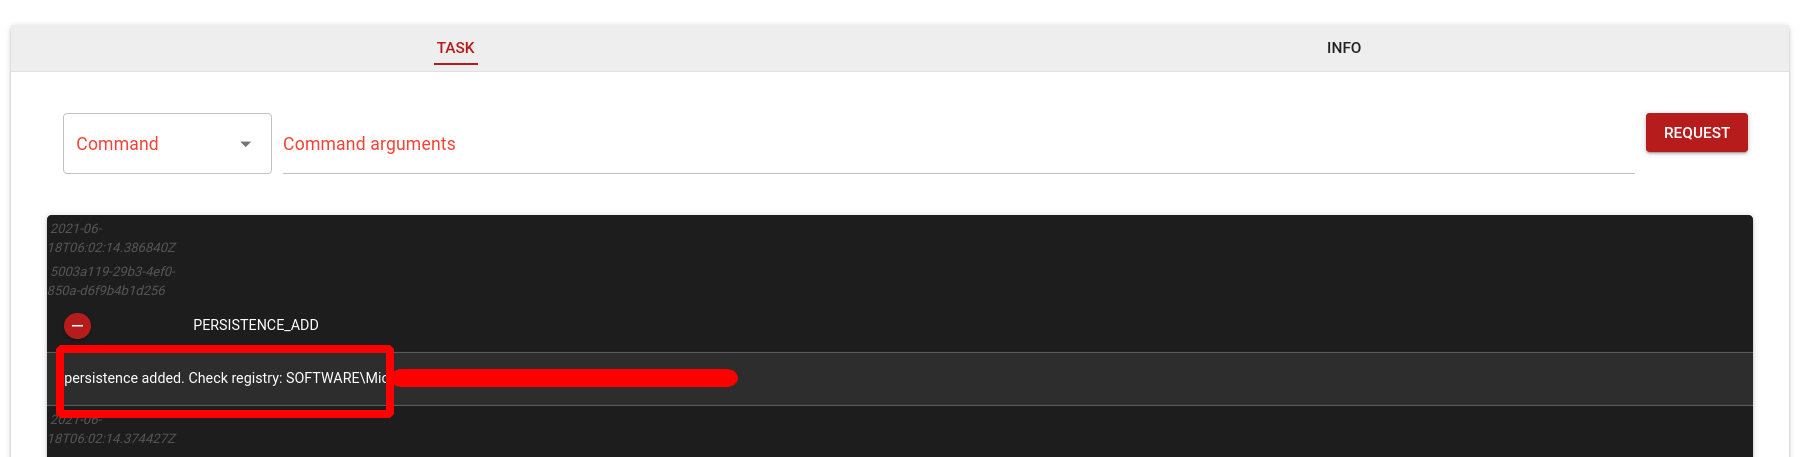 TASK
INFO
Command
Command arguments
REQUEST
2021-06-
18T06:02:14.386840Z
5003a119-29b3-4ef0-
850a-d6f9b4b1d256
PERSISTENCE_ADD
persistence added. Check registry: SOFTWARE\Mic
2021-06-
18T06:02:14.374427Z